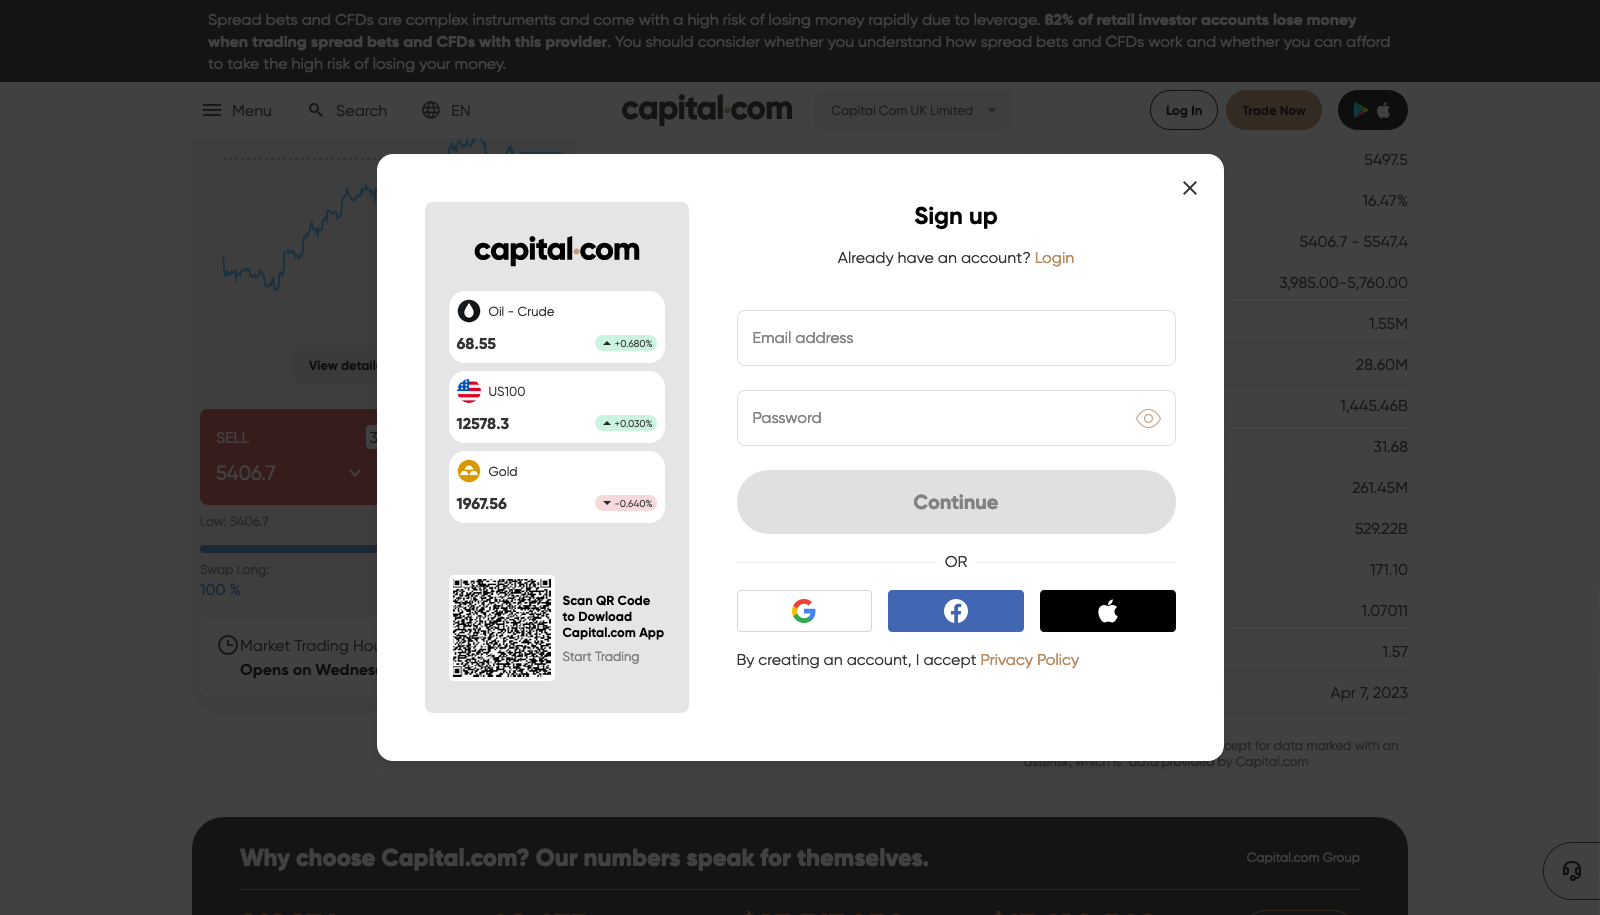 Spread bets and CFDs are complex instruments and come with a high risk of losing money rapidly due to leverage. 82% of retail investor accounts lose money
when trading spread bets and CFDs with this provider. You should consider whether you understand how spread bets and CFDs work and whether you can afford
to take the high risk of losing your money.
Menu
Search
EN
capital.com
Capital Com UK Limited
Log In
Trade Now
5497.5
16.47%
5406.7 - 5547.4
3,985.00-5,760.00
1.55M
28.60M
1,445.46B
31.68
261.45M
529.22B
171.10
1.07011
1.57
Apr 7, 2023
View detail
SELL
3
5406.7
Low: 5406.7
Swap Long:
100 %
Market Trading Hou
Opens on Wednes
capital.com
Oil - Crude
68.55
+0.680%
US100
12578.3
+0.030%
Gold
1967.56
-0.640%
Scan QR Code
to Dowload
Capital.com App
Start Trading
Sign up
Already have an account? Login
Email address
Password
Continue
OR
By creating an account, I accept Privacy Policy
cept for data marked with an
asterisk, which is data provided by Capital.com
Why choose Capital.com? Our numbers speak for themselves.
Capital.com Group